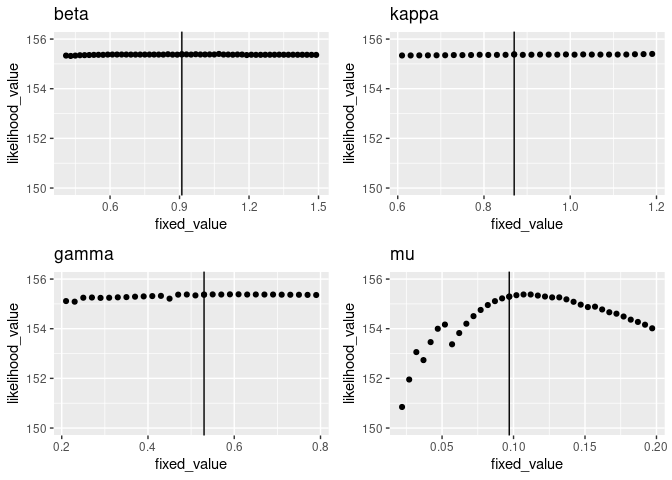 beta
156
154
152
150
likelihood_value
0.6 0.9 1.2 1.5
fixed_value
kappa
156
154
152
150
likelihood_value
0.6 0.8 1.0 1.2
fixed_value
gamma
156
154
152
150
likelihood_value
0.2 0.4 0.6 0.8
fixed_value
mu
156
154
152
150
likelihood_value
0.05 0.10 0.15 0.20
fixed_value